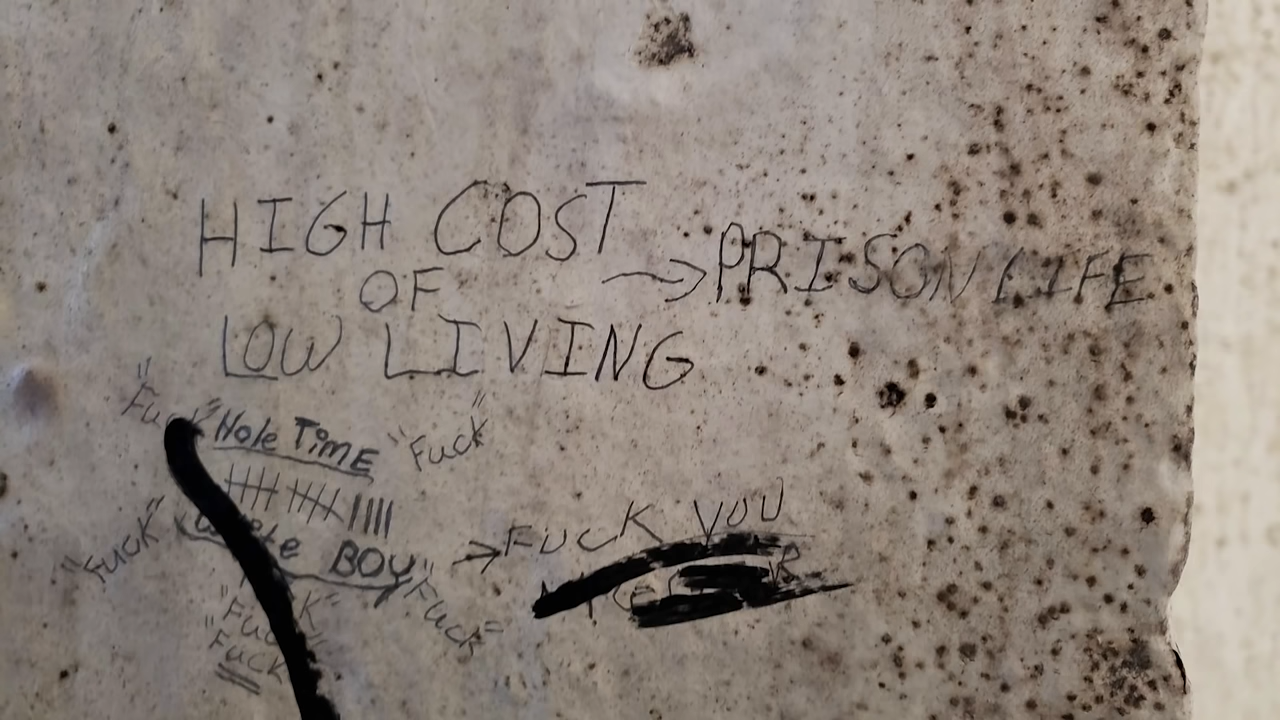 HIGH COST
OF → PRISON LIFE
LOW LIVING
"Fuck" "Hole TimE "Fuck"
"Fuck" BOY" → FUCK YOU
"Fuck"
"Fuck"
"Fuck